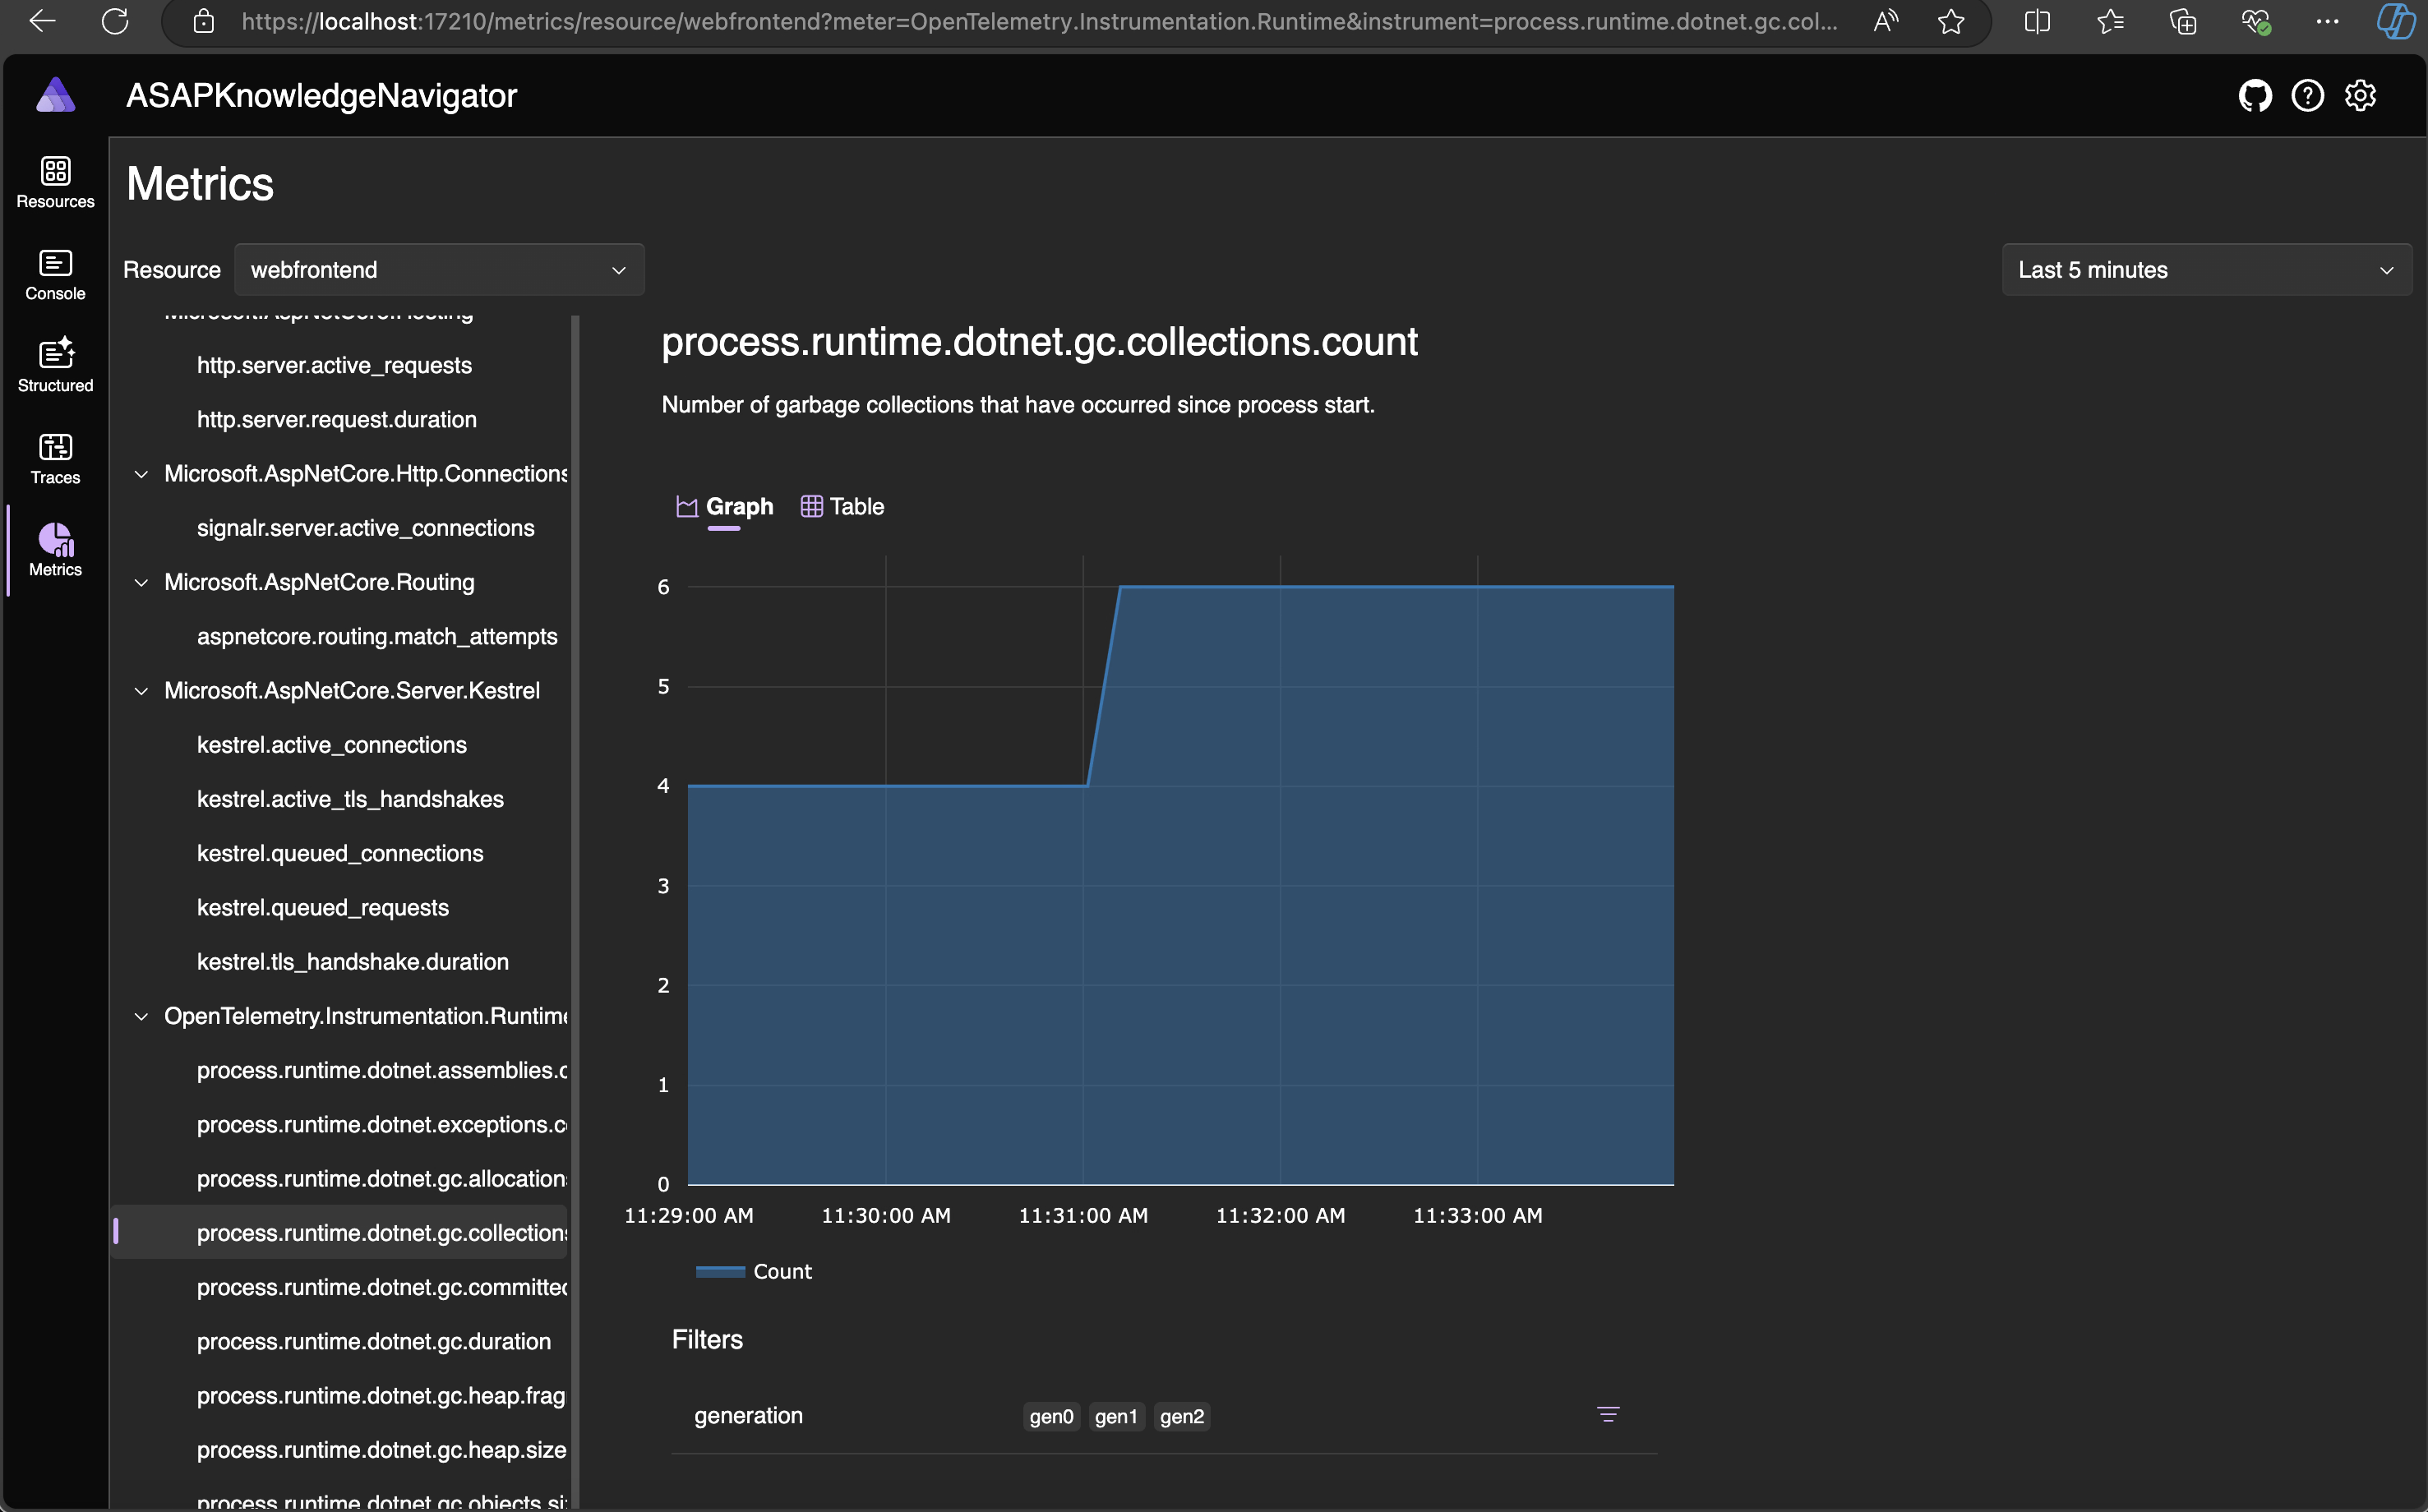 https://localhost:17210/metrics/resource/webfrontend?meter=OpenTelemetry.Instrumentation.Runtime&instrument=process.runtime.dotnet.gc.col...
ASAPKnowledgeNavigator
Resources
Console
Structured
Traces
Metrics
Metrics
Resource
webfrontend
Last 5 minutes
Microsoft.AspNetCore.Hosting
http.server.active_requests
http.server.request.duration
Microsoft.AspNetCore.Http.Connections
signalr.server.active_connections
Microsoft.AspNetCore.Routing
aspnetcore.routing.match_attempts
Microsoft.AspNetCore.Server.Kestrel
kestrel.active_connections
kestrel.active_tls_handshakes
kestrel.queued_connections
kestrel.queued_requests
kestrel.tls_handshake.duration
OpenTelemetry.Instrumentation.Runtime
process.runtime.dotnet.assemblies.c
process.runtime.dotnet.exceptions.c
process.runtime.dotnet.gc.allocation
process.runtime.dotnet.gc.collections
process.runtime.dotnet.gc.committed
process.runtime.dotnet.gc.duration
process.runtime.dotnet.gc.heap.frag
process.runtime.dotnet.gc.heap.size
process.runtime.dotnet.gc.objects.si
process.runtime.dotnet.gc.collections.count
Number of garbage collections that have occurred since process start.
Graph
Table
6
5
4
3
2
1
0
11:29:00 AM
11:30:00 AM
11:31:00 AM
11:32:00 AM
11:33:00 AM
Count
Filters
generation
gen0
gen1
gen2